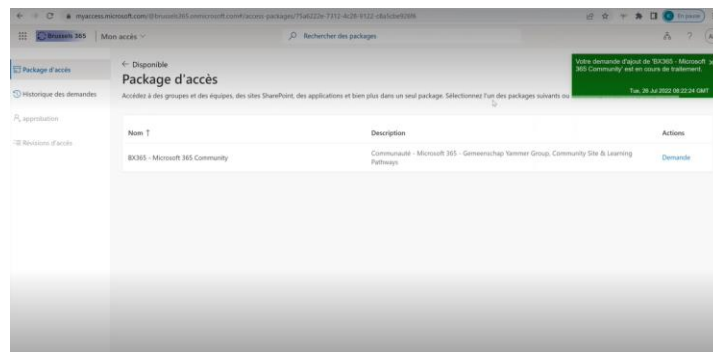 myaccess.microsoft.com/@brussels365.onmicrosoft.com#/access-packages/
En pause
Brussels 365
Mon accès
Rechercher des packages
?
Package d'accès
Historique des demandes
approbation
Révisions d'accès
← Disponible
Package d'accès
Accédez à des groupes et des équipes, des sites SharePoint, des applications et bien plus dans un seul package. Sélectionnez l'un des packages suivants ou
Votre demande d'ajout de 'BX365 - Microsoft
365 Community' est en cours de traitement.
Tue, 26 Jul 2022 08:22:24 GMT
Nom ↑
Description
Actions
BX365 - Microsoft 365 Community
Communauté - Microsoft 365 - Gemeenschap Yammer Group, Community Site & Learning
Pathways
Demande